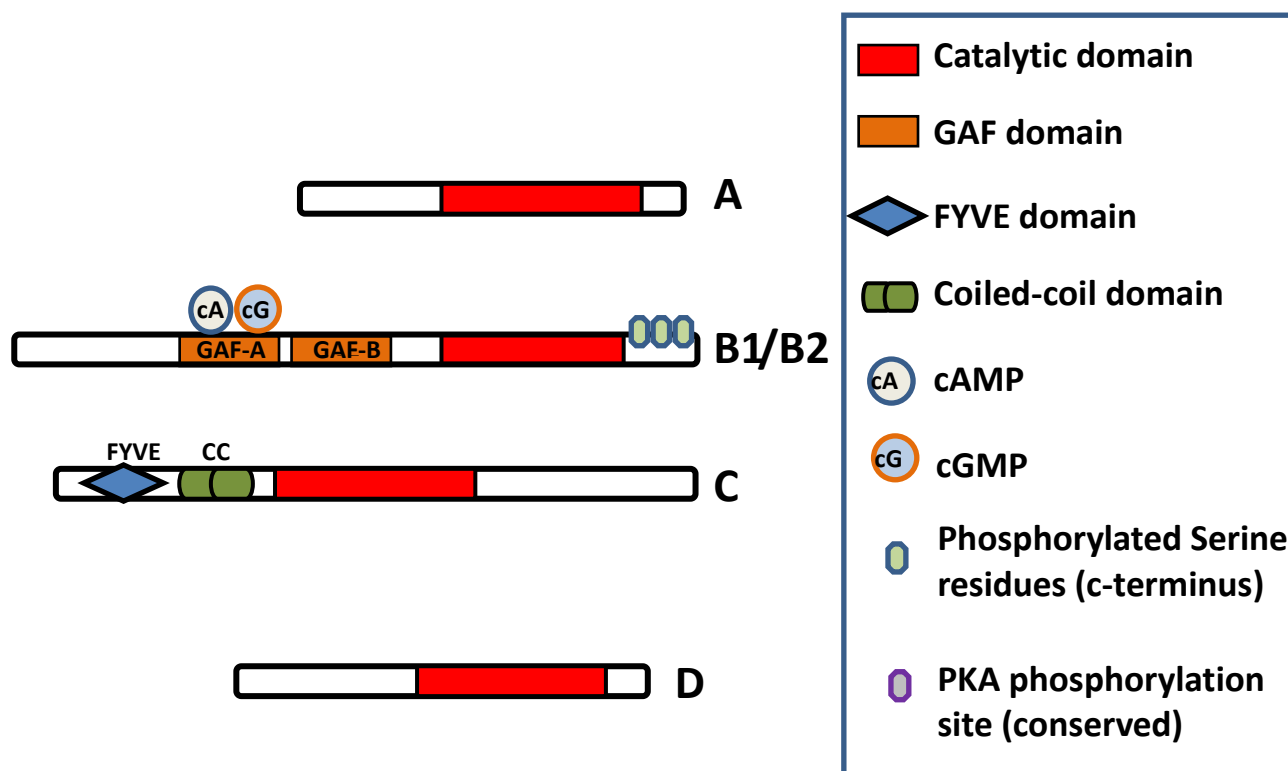 A
cA cG
GAF-A GAF-B
B1/B2
FYVE CC
C
D
Catalytic domain
GAF domain
FYVE domain
Coiled-coil domain
cA cAMP
cG cGMP
Phosphorylated Serine
residues (c-terminus)
PKA phosphorylation
site (conserved)